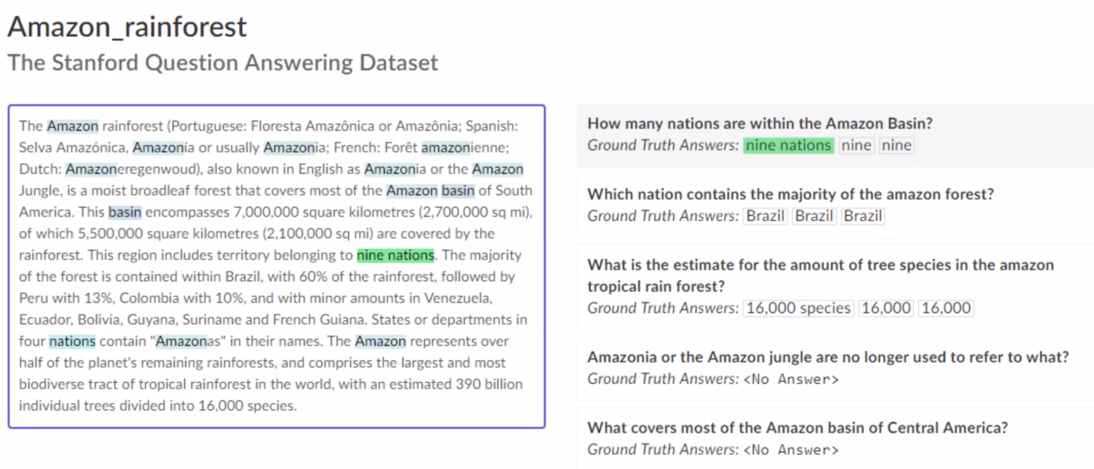 Amazon_rainforest
The Stanford Question Answering Dataset
The Amazon rainforest (Portuguese: Floresta Amazônica or Amazônia; Spanish:
Selva Amazónica, Amazonía or usually Amazonia; French: Forêt amazonienne;
Dutch: Amazoneregenwoud), also known in English as Amazonia or the Amazon
Jungle, is a moist broadleaf forest that covers most of the Amazon basin of South
America. This basin encompasses 7,000,000 square kilometres (2,700,000 sq mi),
of which 5,500,000 square kilometres (2,100,000 sq mi) are covered by the
rainforest. This region includes territory belonging to nine nations. The majority
of the forest is contained within Brazil, with 60% of the rainforest, followed by
Peru with 13%, Colombia with 10%, and with minor amounts in Venezuela,
Ecuador, Bolivia, Guyana, Suriname and French Guiana. States or departments in
four nations contain "Amazonas" in their names. The Amazon represents over
half of the planet's remaining rainforests, and comprises the largest and most
biodiverse tract of tropical rainforest in the world, with an estimated 390 billion
individual trees divided into 16,000 species.
How many nations are within the Amazon Basin?
Ground Truth Answers: nine nations nine nine
Which nation contains the majority of the amazon forest?
Ground Truth Answers: Brazil Brazil Brazil
What is the estimate for the amount of tree species in the amazon
tropical rain forest?
Ground Truth Answers: 16,000 species 16,000 16,000
Amazonia or the Amazon jungle are no longer used to refer to what?
Ground Truth Answers: <No Answer>
What covers most of the Amazon basin of Central America?
Ground Truth Answers: <No Answer>